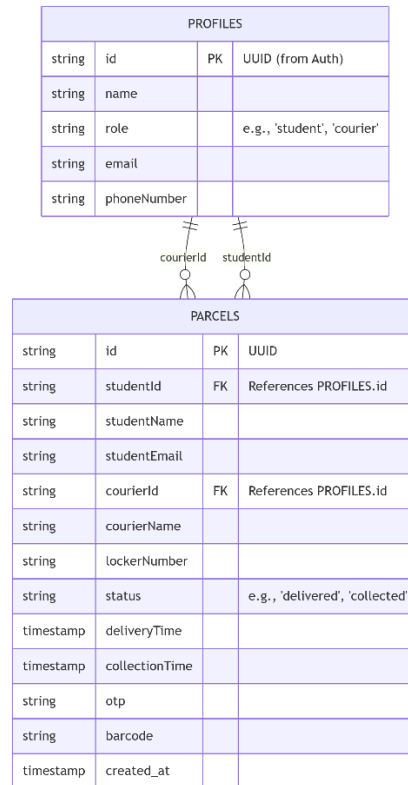 PROFILES
string id PK UUID (from Auth)
string name
string role e.g., 'student', 'courier'
string email
string phoneNumber
courierId studentId
PARCELS
string id PK UUID
string studentId FK References PROFILES.id
string studentName
string studentEmail
string courierId FK References PROFILES.id
string courierName
string lockerNumber
string status e.g., 'delivered', 'collected'
timestamp deliveryTime
timestamp collectionTime
string otp
string barcode
timestamp created_at